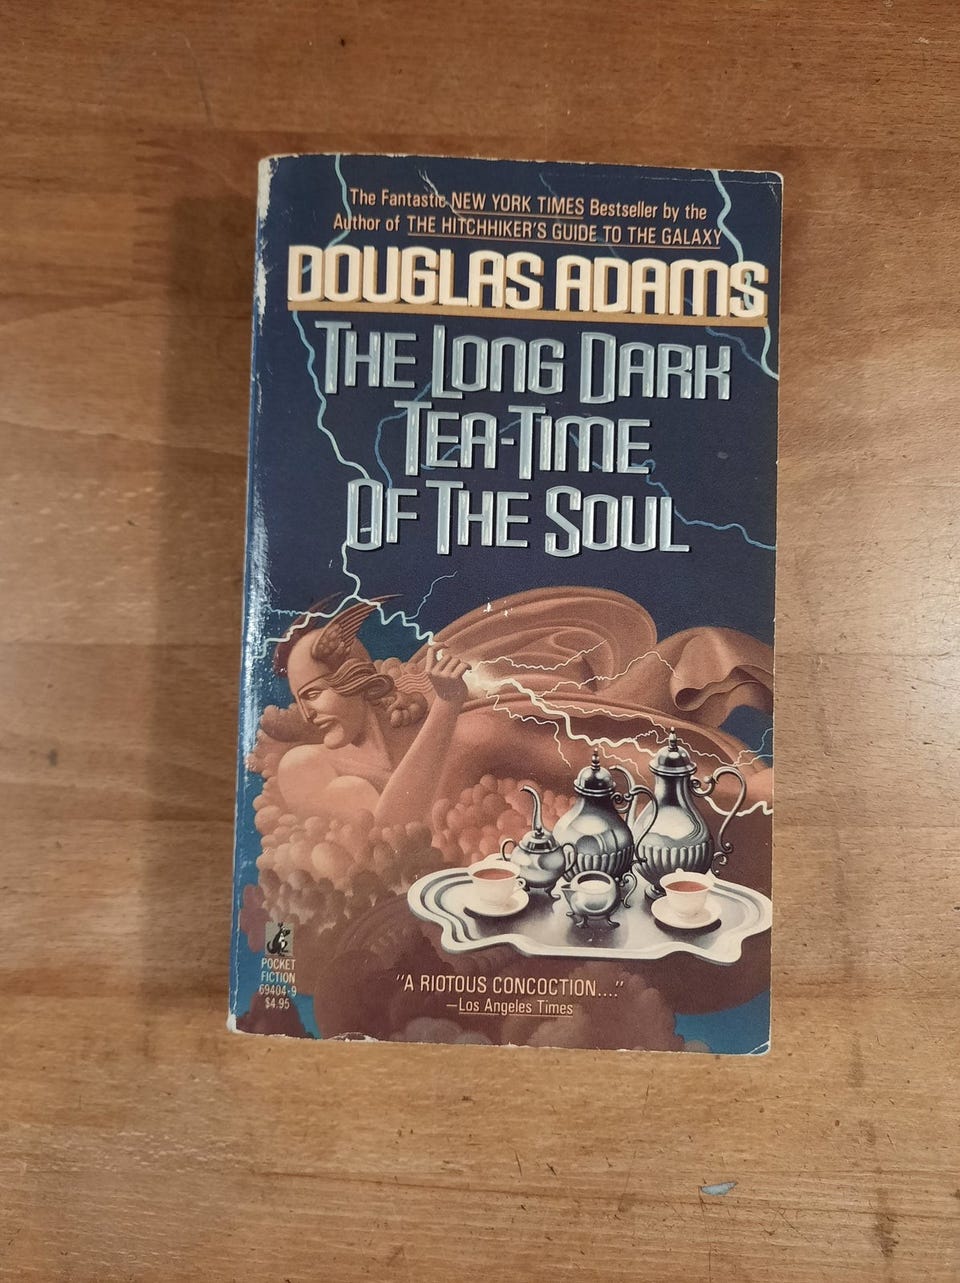 The Fantastic NEW YORK TIMES Bestseller by the
Author of THE HITCHHIKER'S GUIDE TO THE GALAXY
DOUGLAS ADAMS
THE LONG DARK
TEA-TIME
OF THE SOUL
POCKET
FICTION
69404-9
$4.95
"A RIOTOUS CONCOCTION...."
—Los Angeles Times